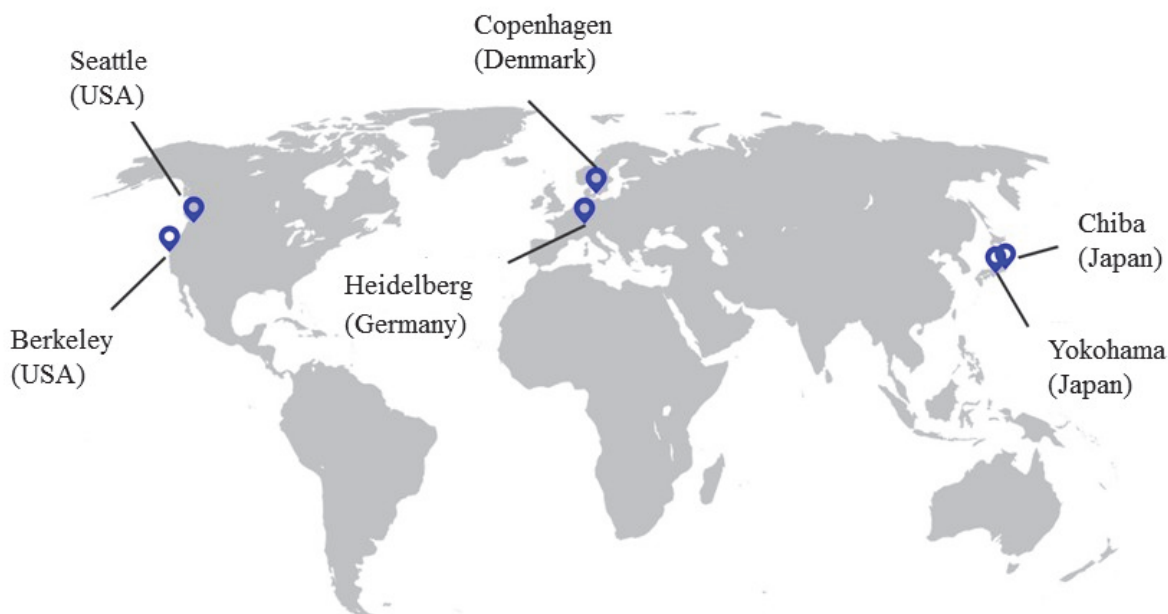 Copenhagen
(Denmark)
Seattle
(USA)
Chiba
(Japan)
Heidelberg
(Germany)
Berkeley
(USA)
Yokohama
(Japan)